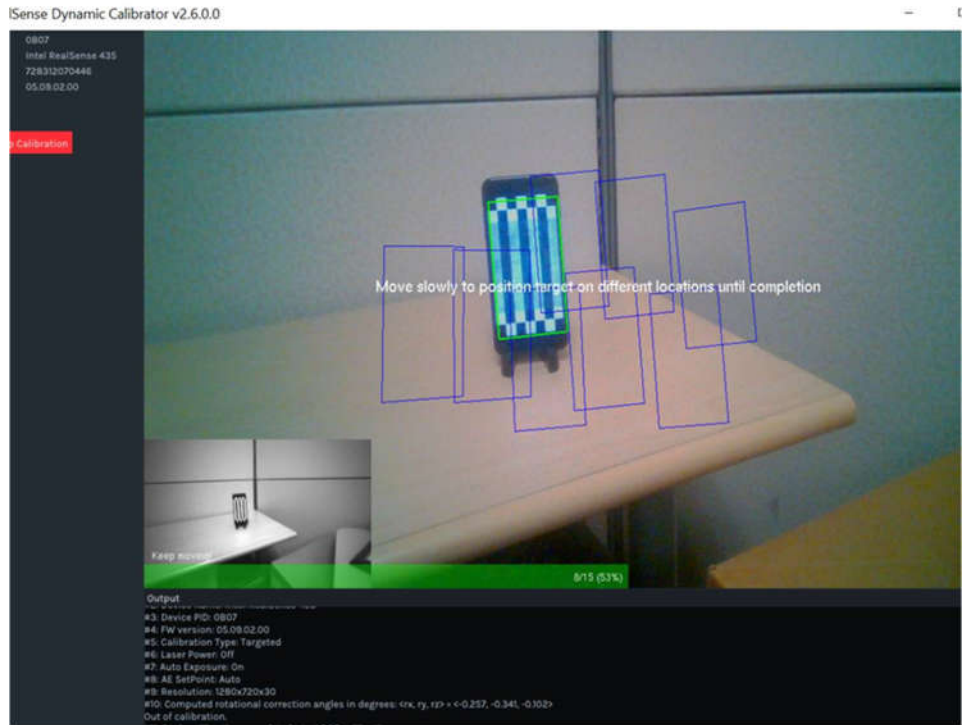 lSense Dynamic Calibrator v2.6.0.0
0807
Intel RealSense 435
728312070446
05.09.02.00
Calibration
Move slowly to position target on different locations until completion
Keep moving!
8/15 (53%)
Output
#3: Device PID: 0807
#4: FW version: 05.09.02.00
#5: Calibration Type: Targeted
#6: Laser Power: Off
#7: Auto Exposure: On
#8: AE SetPoint: Auto
#9: Resolution: 1280x720x30
#10: Computed rotational correction angles in degrees: <rx, ry, rz> = <-0.257, -0.341, -0.102>
Out of calibration.